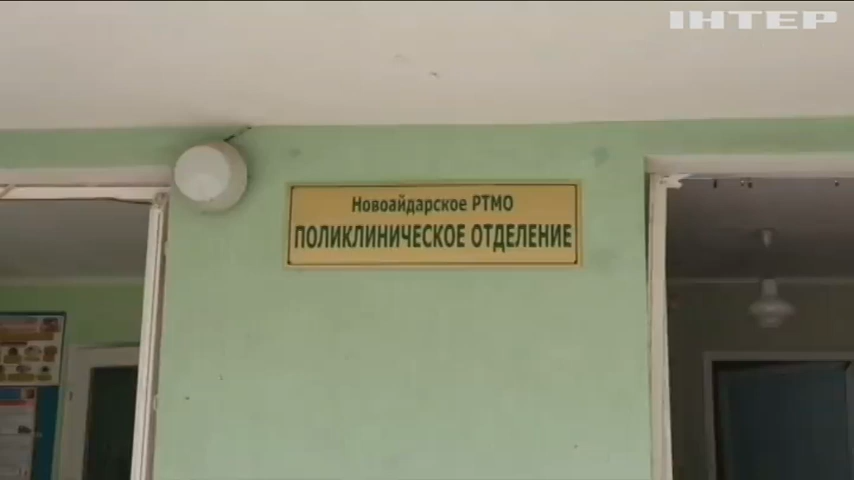 ІНТЕР
Новоайдарское РТМО
ПОЛИКЛИНИЧЕСКОЕ ОТДЕЛЕНИЕ